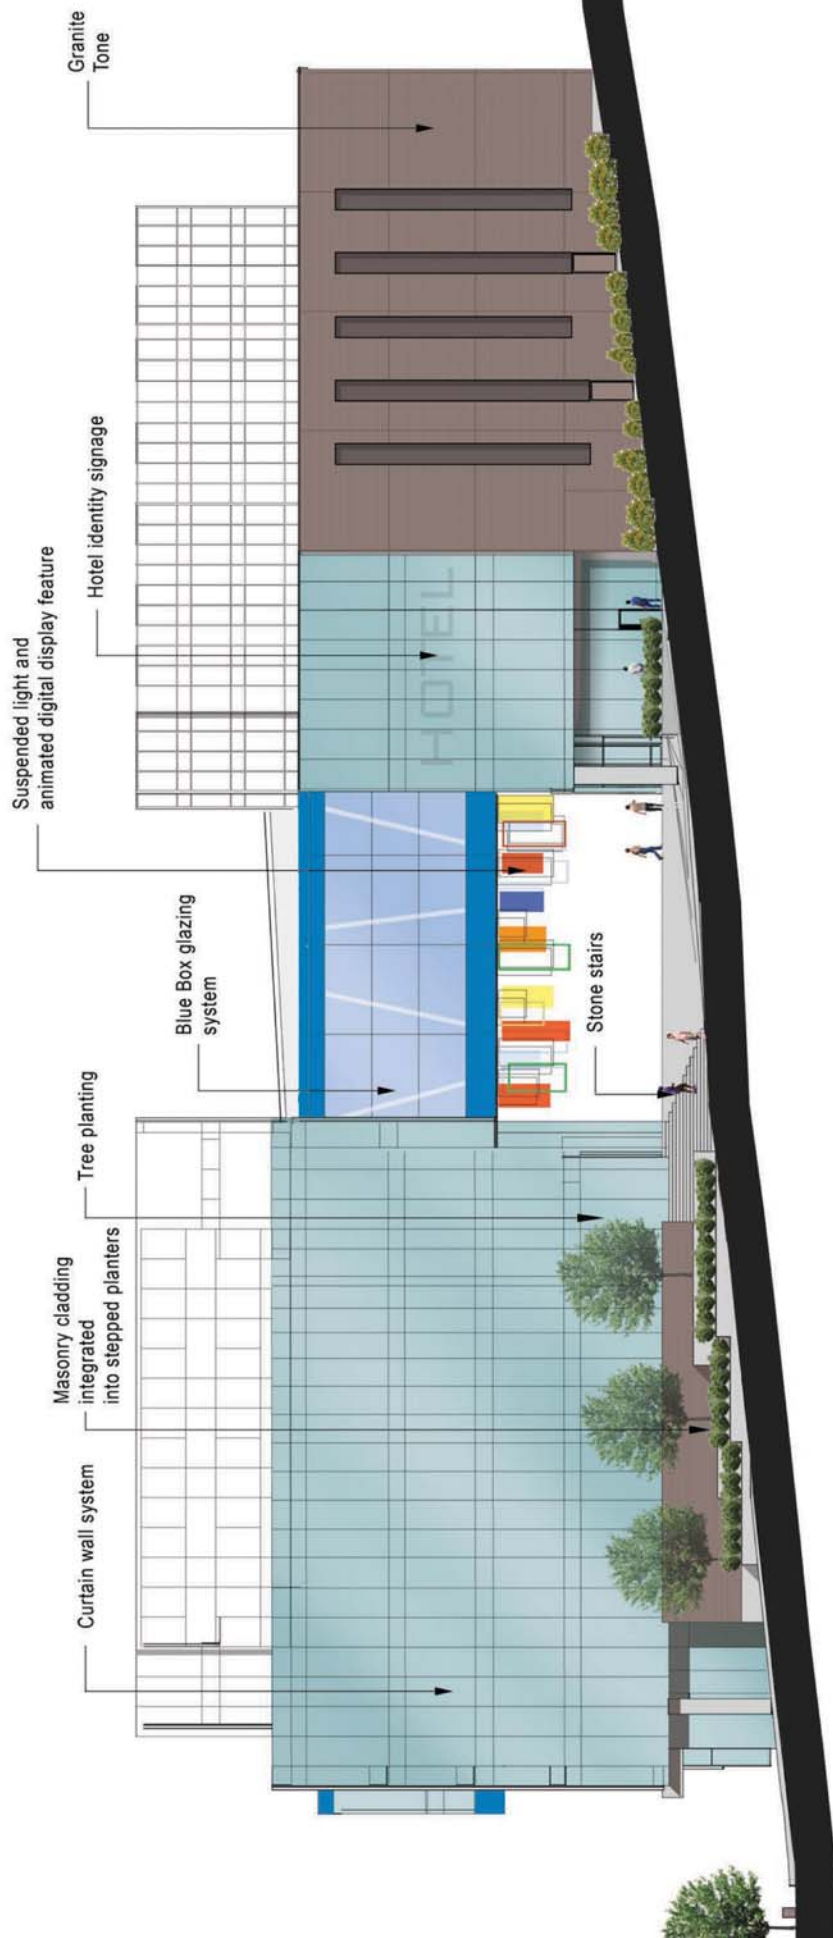 Curtain wall system
Masonry cladding
integrated
into stepped planters
Tree planting
Blue Box glazing
system
Stone stairs
Suspended light and
animated digital display feature
Hotel identity signage
HOTEL
Granite
Tone